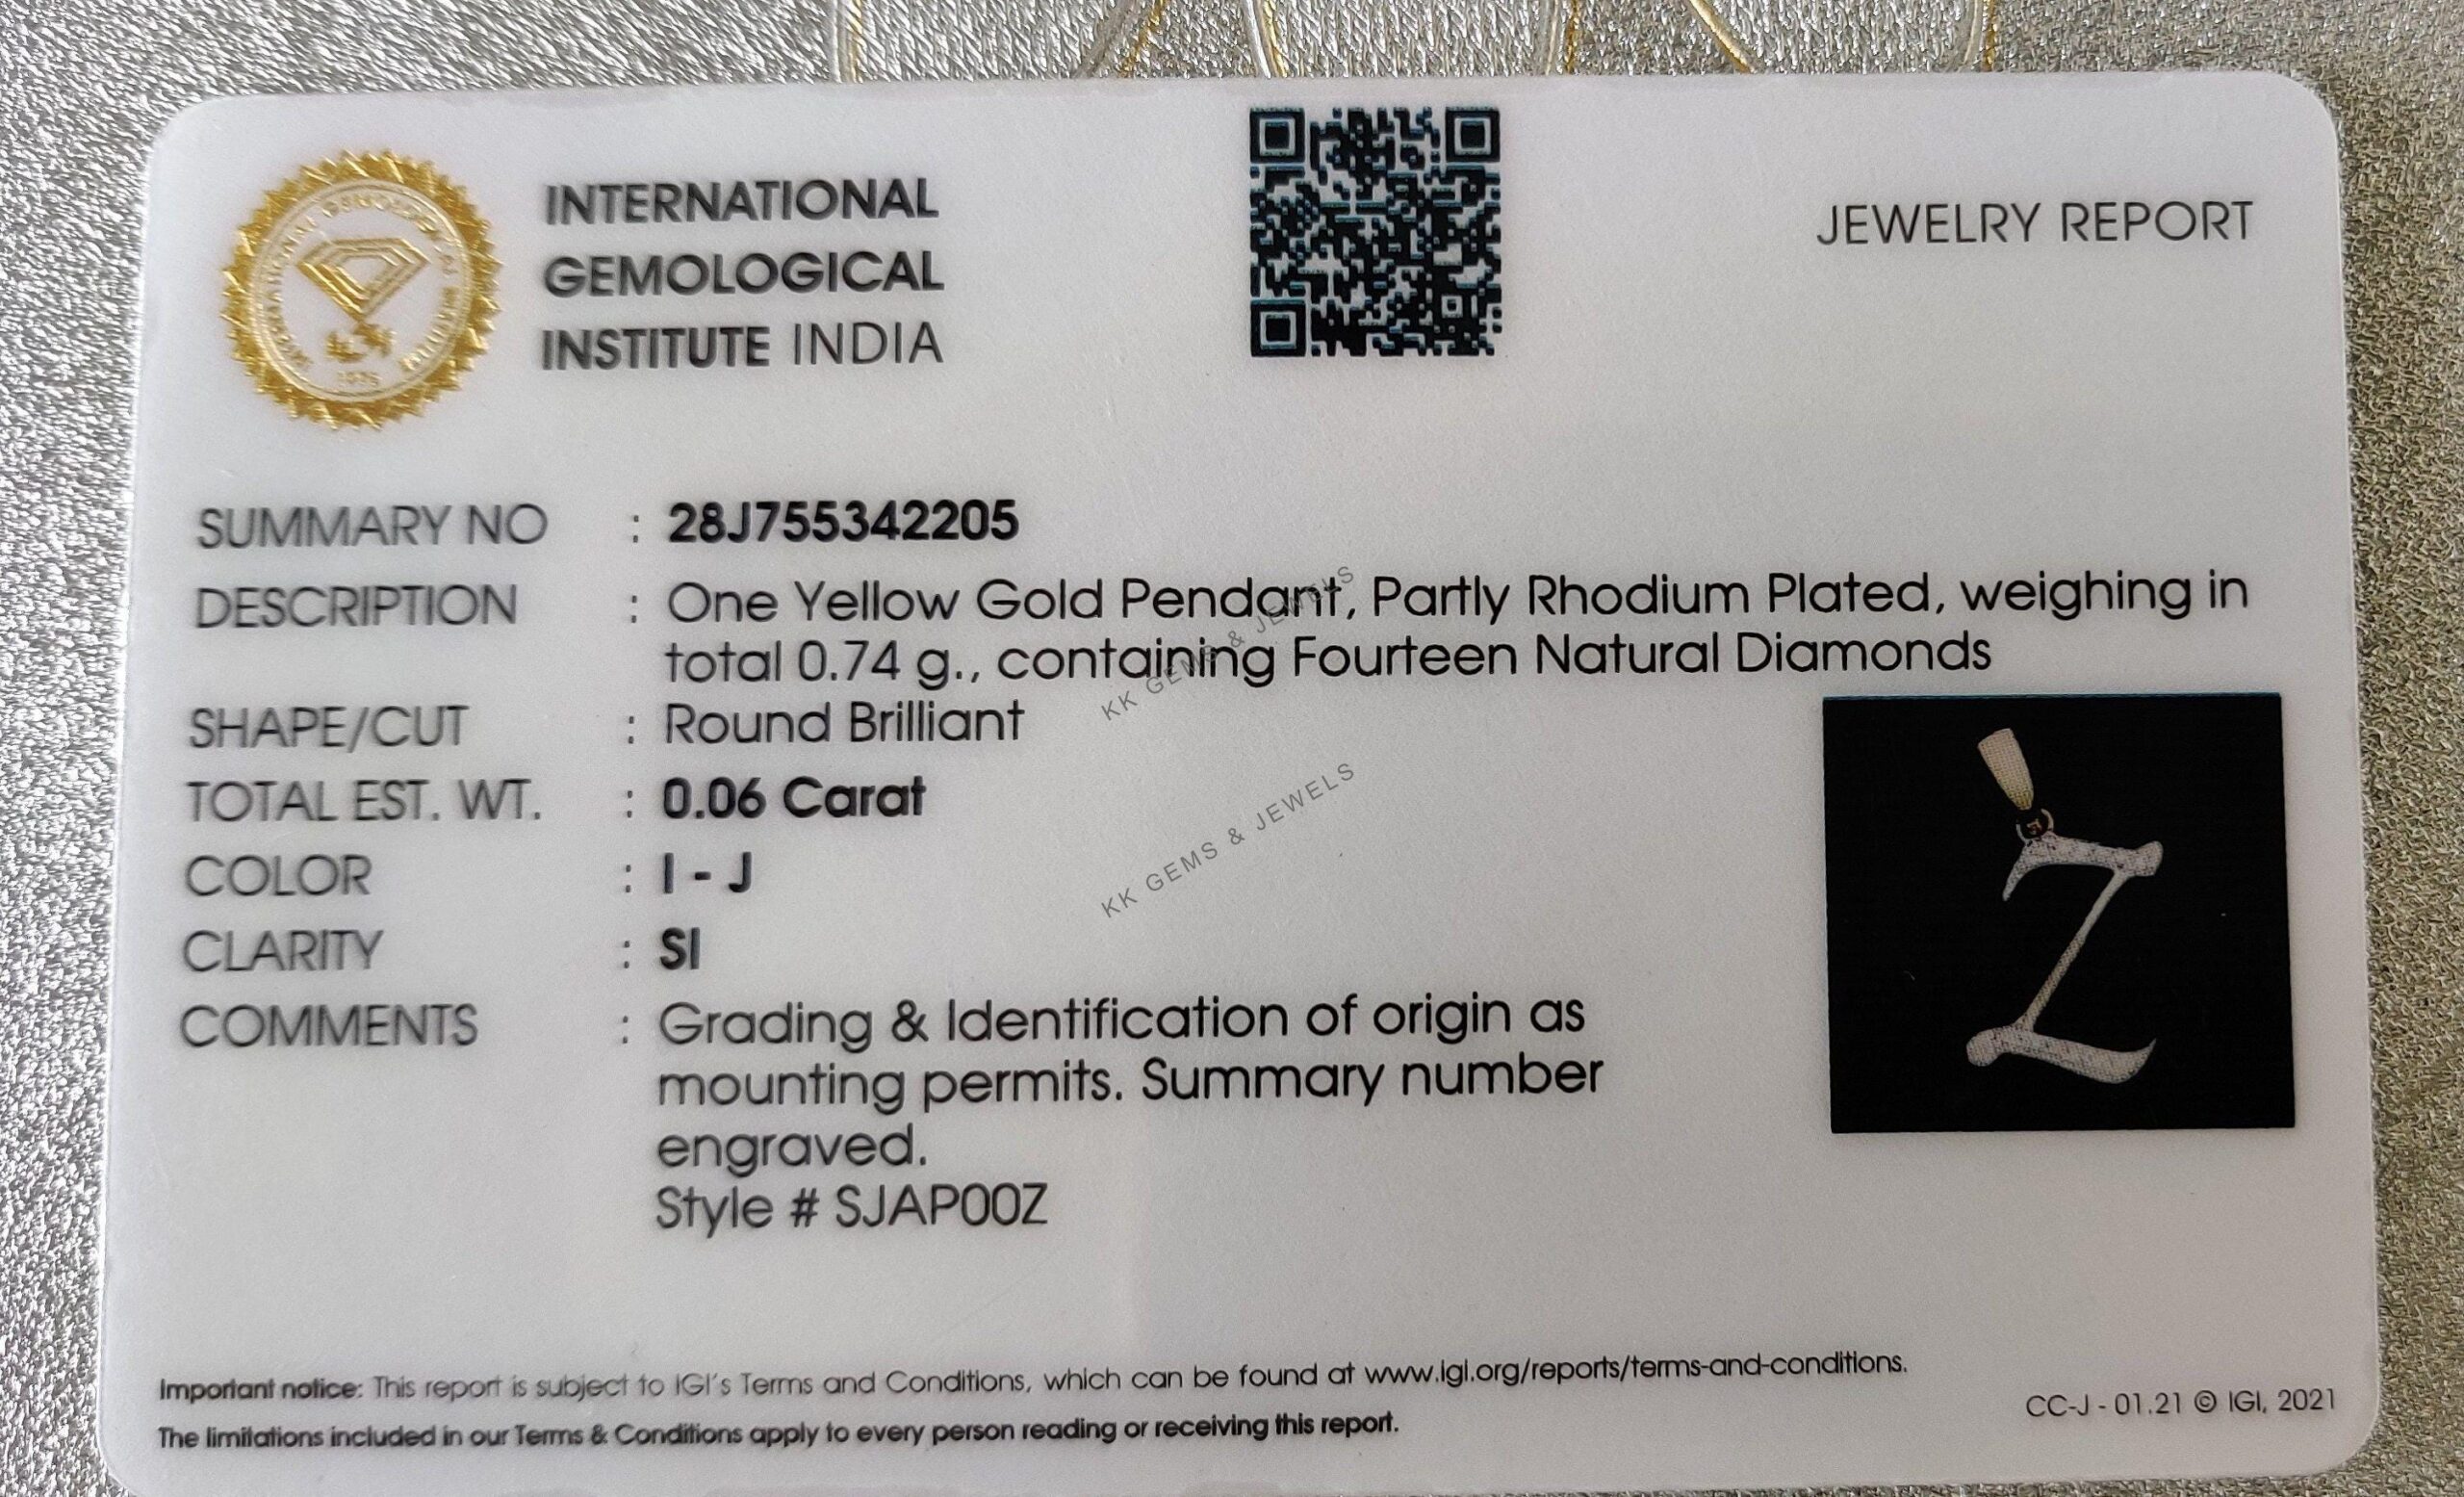 INTERNATIONAL
GEMOLOGICAL
INSTITUTE INDIA
JEWELRY REPORT
SUMMARY NO : 28J755342205
DESCRIPTION : One Yellow Gold Pendant, Partly Rhodium Plated, weighing in
total 0.74 g., containing Fourteen Natural Diamonds
SHAPE/CUT : Round Brilliant
TOTAL EST. WT. : 0.06 Carat
COLOR : I - J
CLARITY : SI
COMMENTS : Grading & Identification of origin as
mounting permits. Summary number
engraved.
Style # SJAP00Z
KK GEMS & JEWELS
KK GEMS & JEWELS
Z
Important notice: This report is subject to IGI's Terms and Conditions, which can be found at www.igi.org/reports/terms-and-conditions.
The limitations included in our Terms & Conditions apply to every person reading or receiving this report.
CC-J - 01.21 © IGI, 2021